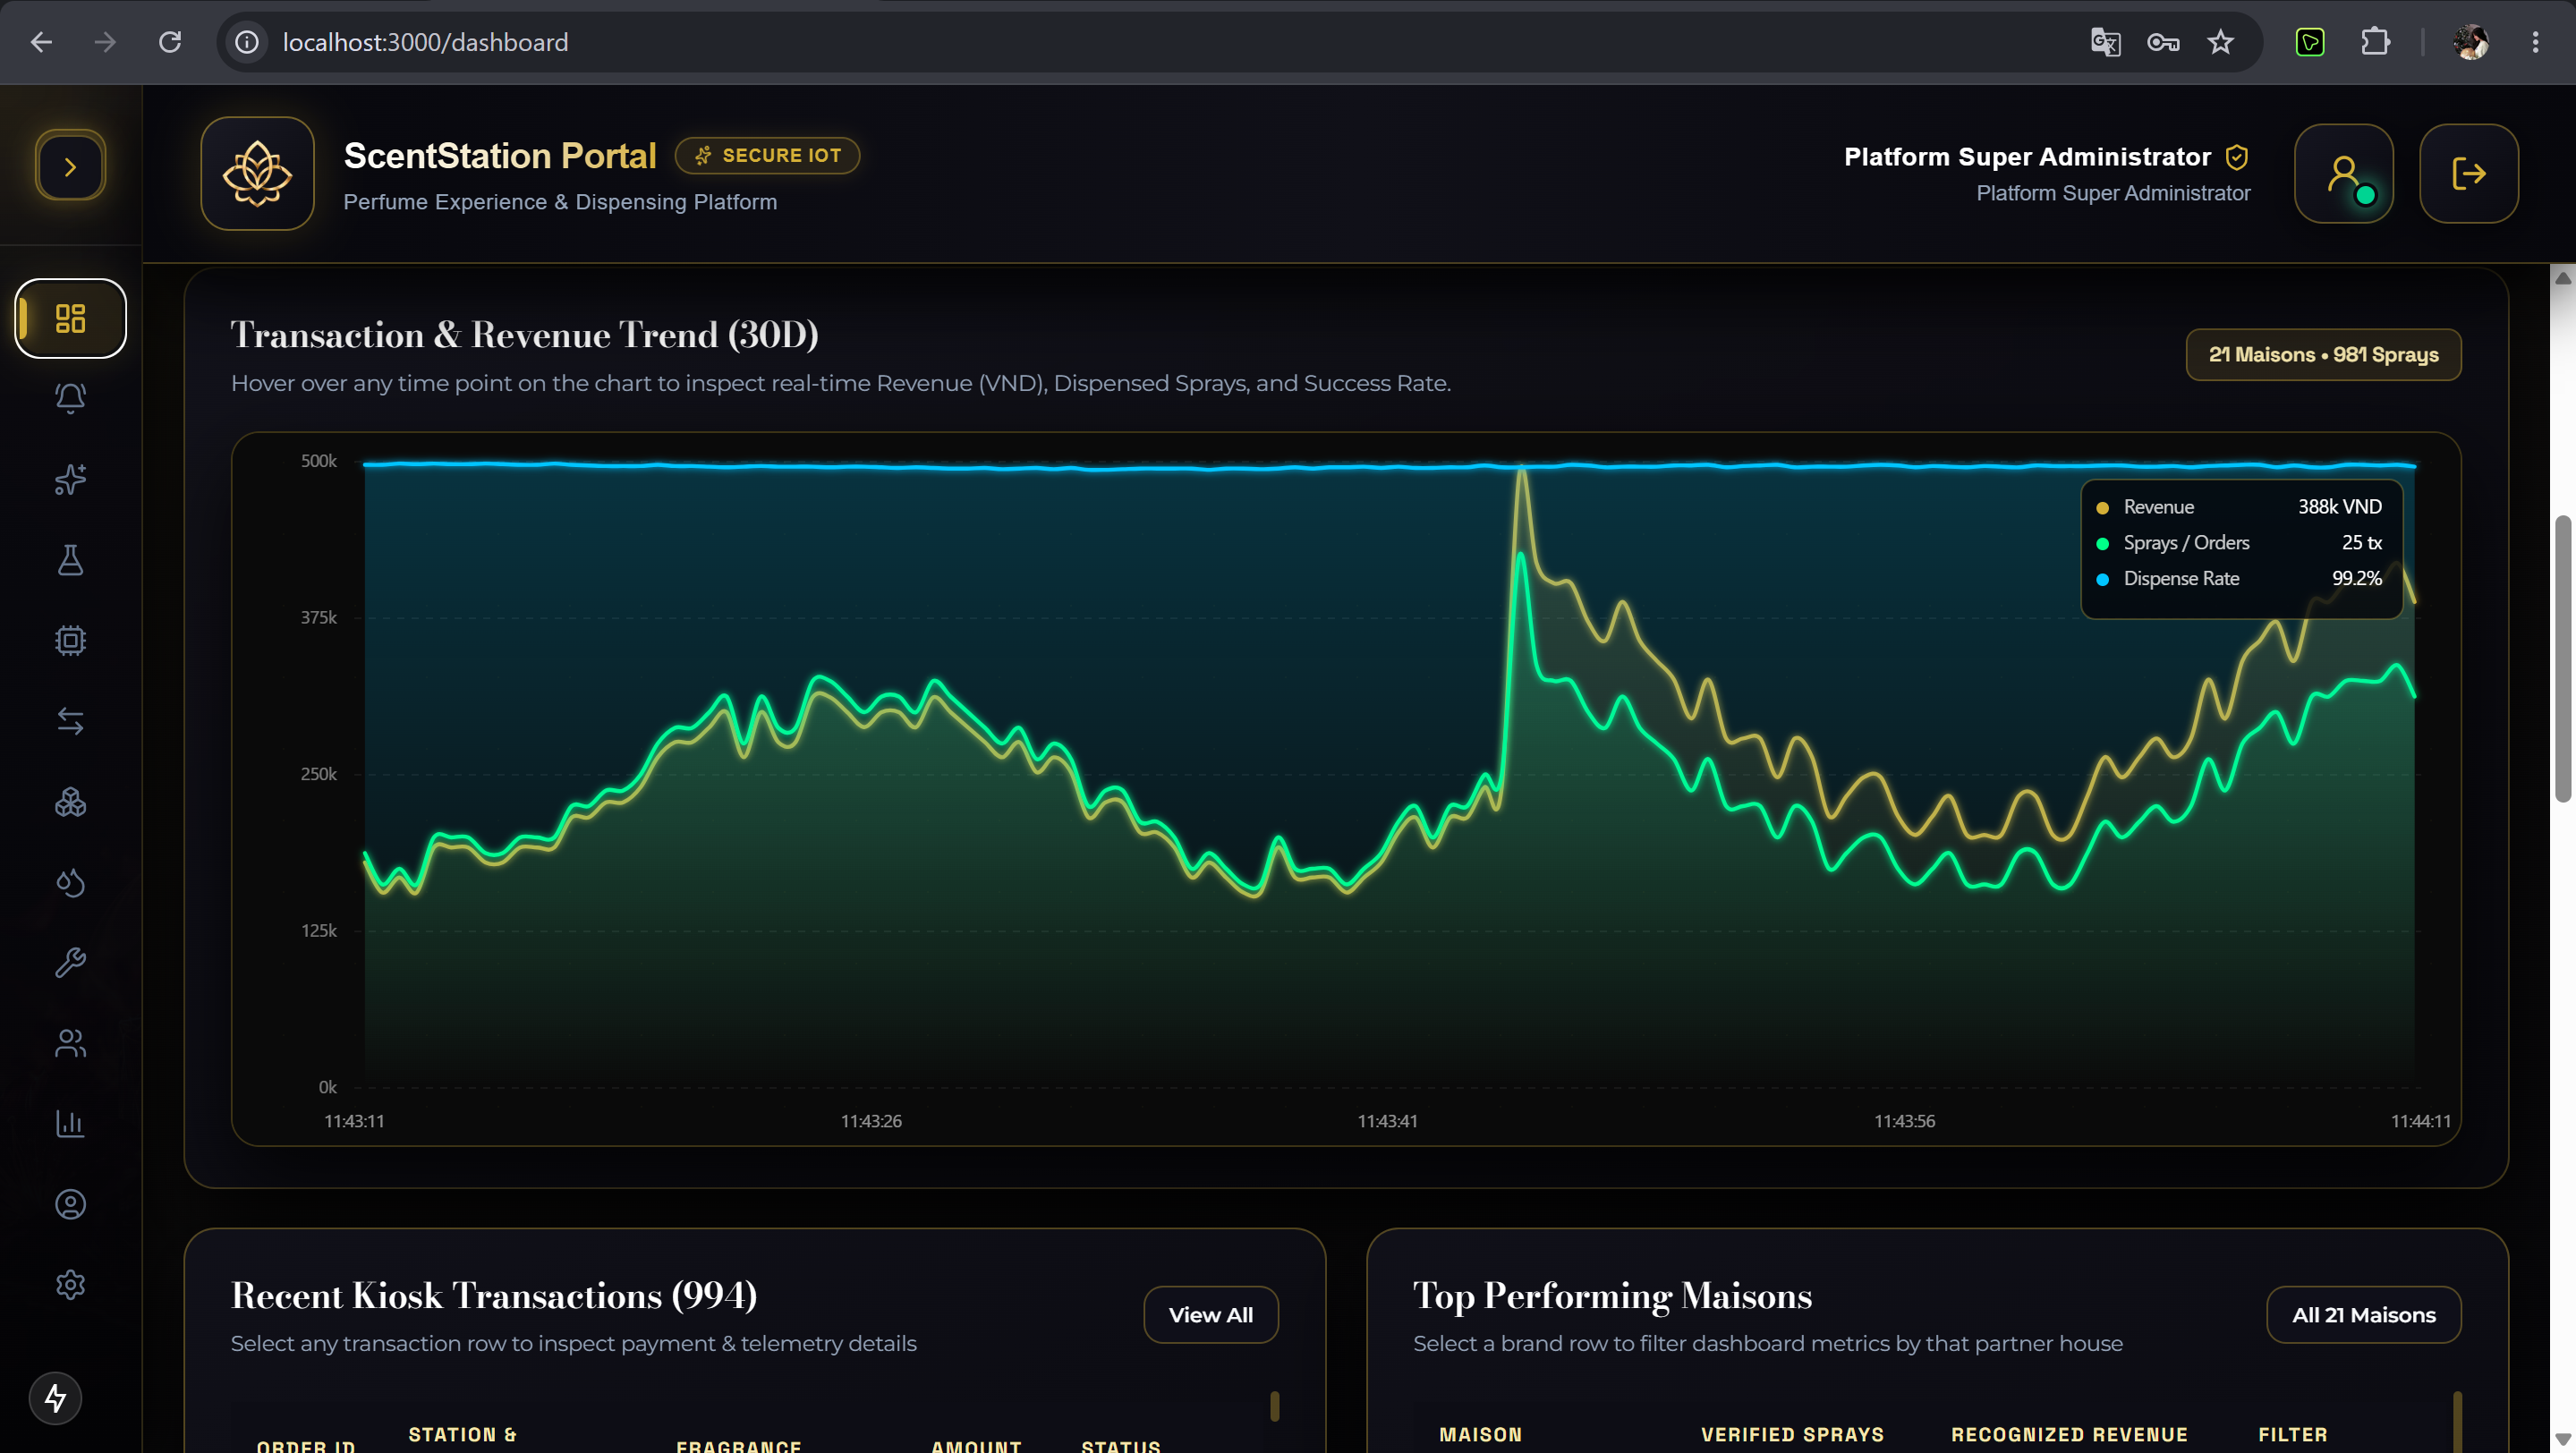 localhost:3000/dashboard
ScentStation Portal
SECURE IOT
Perfume Experience & Dispensing Platform
Platform Super Administrator
Platform Super Administrator
Transaction & Revenue Trend (30D)
Hover over any time point on the chart to inspect real-time Revenue (VND), Dispensed Sprays, and Success Rate.
21 Maisons • 981 Sprays
500k
375k
250k
125k
0k
Revenue 388k VND
Sprays / Orders 25 tx
Dispense Rate 99.2%
11:43:11 11:43:26 11:43:41 11:43:56 11:44:11
Recent Kiosk Transactions (994)
Select any transaction row to inspect payment & telemetry details
View All
ORDER ID STATION & FRAGRANCE AMOUNT STATUS
Top Performing Maisons
Select a brand row to filter dashboard metrics by that partner house
All 21 Maisons
MAISON VERIFIED SPRAYS RECOGNIZED REVENUE FILTER